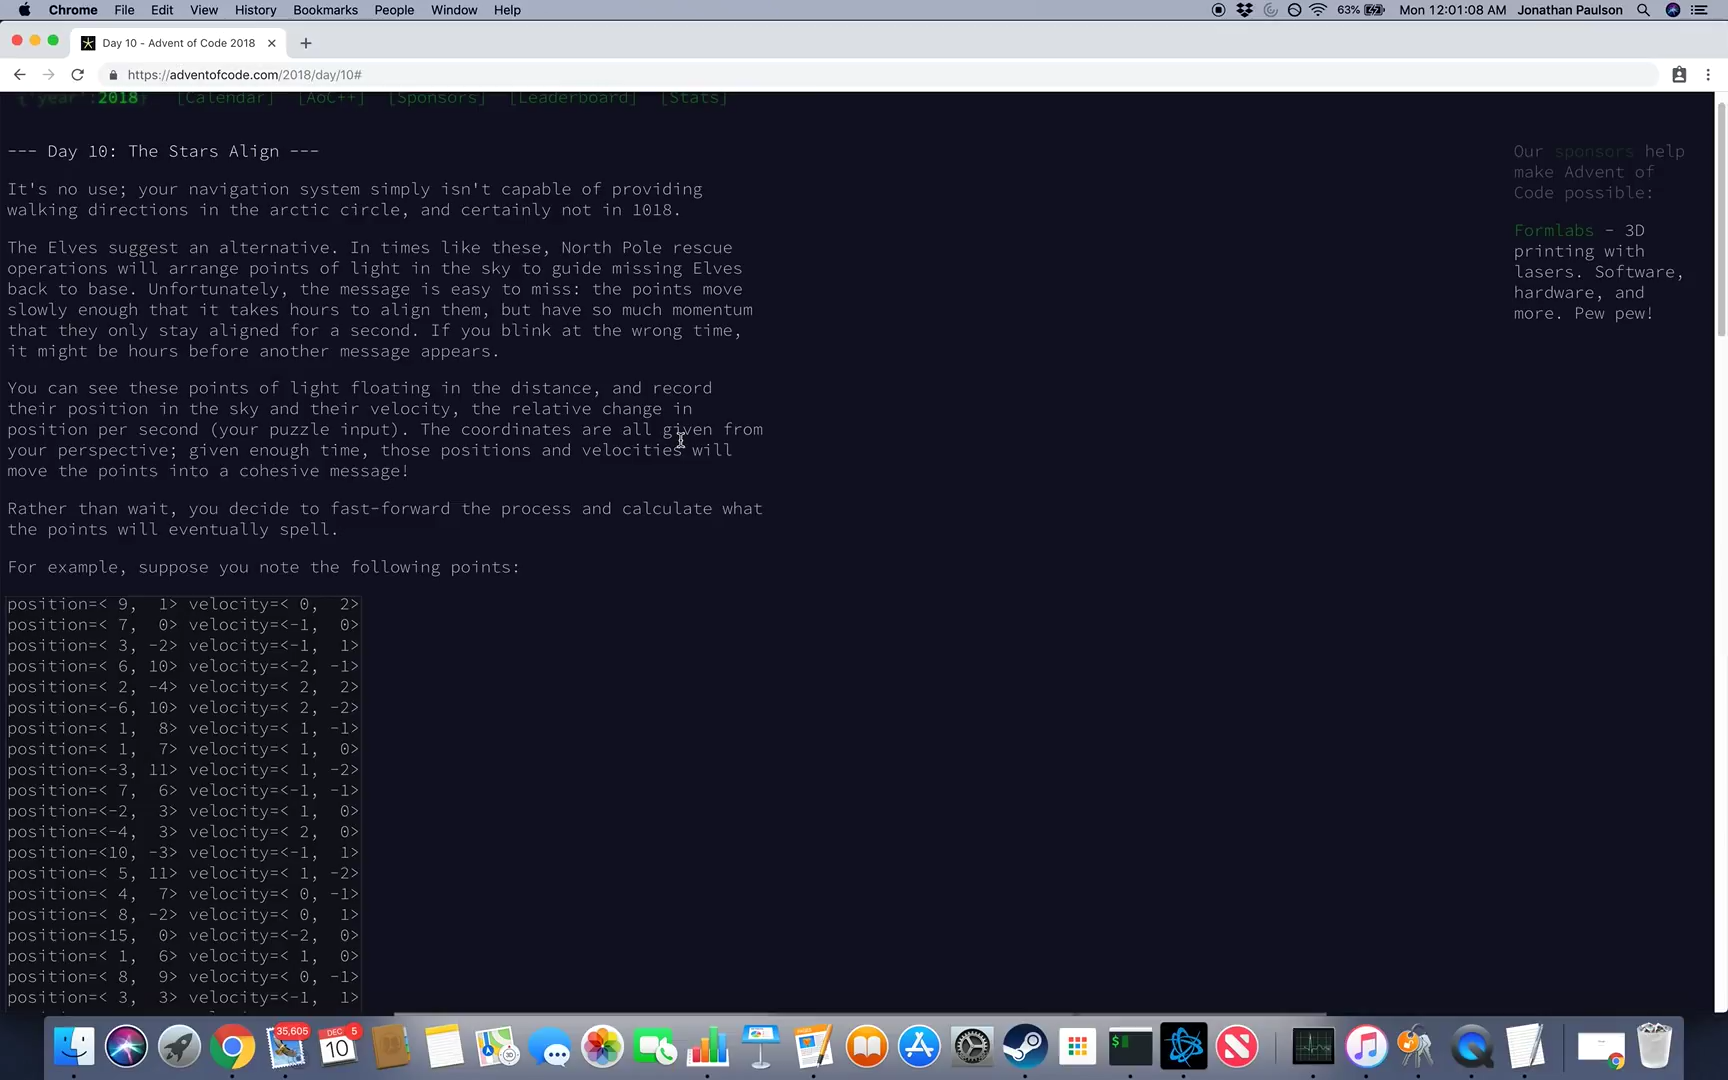 Chrome File Edit View History Bookmarks People Window Help 63% Mon 12:01:08 AM Jonathan Paulson
Day 10 - Advent of Code 2018
https://adventofcode.com/2018/day/10#
{'year':2018} [Calendar] [AoC++] [Sponsors] [Leaderboard] [Stats]
--- Day 10: The Stars Align ---
It's no use; your navigation system simply isn't capable of providing
walking directions in the arctic circle, and certainly not in 1018.
The Elves suggest an alternative. In times like these, North Pole rescue
operations will arrange points of light in the sky to guide missing Elves
back to base. Unfortunately, the message is easy to miss: the points move
slowly enough that it takes hours to align them, but have so much momentum
that they only stay aligned for a second. If you blink at the wrong time,
it might be hours before another message appears.
You can see these points of light floating in the distance, and record
their position in the sky and their velocity, the relative change in
position per second (your puzzle input). The coordinates are all given from
your perspective; given enough time, those positions and velocities will
move the points into a cohesive message!
Rather than wait, you decide to fast-forward the process and calculate what
the points will eventually spell.
For example, suppose you note the following points:
position=< 9,  1> velocity=< 0,  2>
position=< 7,  0> velocity=<-1,  0>
position=< 3, -2> velocity=<-1,  1>
position=< 6, 10> velocity=<-2, -1>
position=< 2, -4> velocity=< 2,  2>
position=<-6, 10> velocity=< 2, -2>
position=< 1,  8> velocity=< 1, -1>
position=< 1,  7> velocity=< 1,  0>
position=<-3, 11> velocity=< 1, -2>
position=< 7,  6> velocity=<-1, -1>
position=<-2,  3> velocity=< 1,  0>
position=<-4,  3> velocity=< 2,  0>
position=<10, -3> velocity=<-1,  1>
position=< 5, 11> velocity=< 1, -2>
position=< 4,  7> velocity=< 0, -1>
position=< 8, -2> velocity=< 0,  1>
position=<15,  0> velocity=<-2,  0>
position=< 1,  6> velocity=< 1,  0>
position=< 8,  9> velocity=< 0, -1>
position=< 3,  3> velocity=<-1,  1>
Our sponsors help
make Advent of
Code possible:
Formlabs - 3D
printing with
lasers. Software,
hardware, and
more. Pew pew!
35,605
DEC 5
10